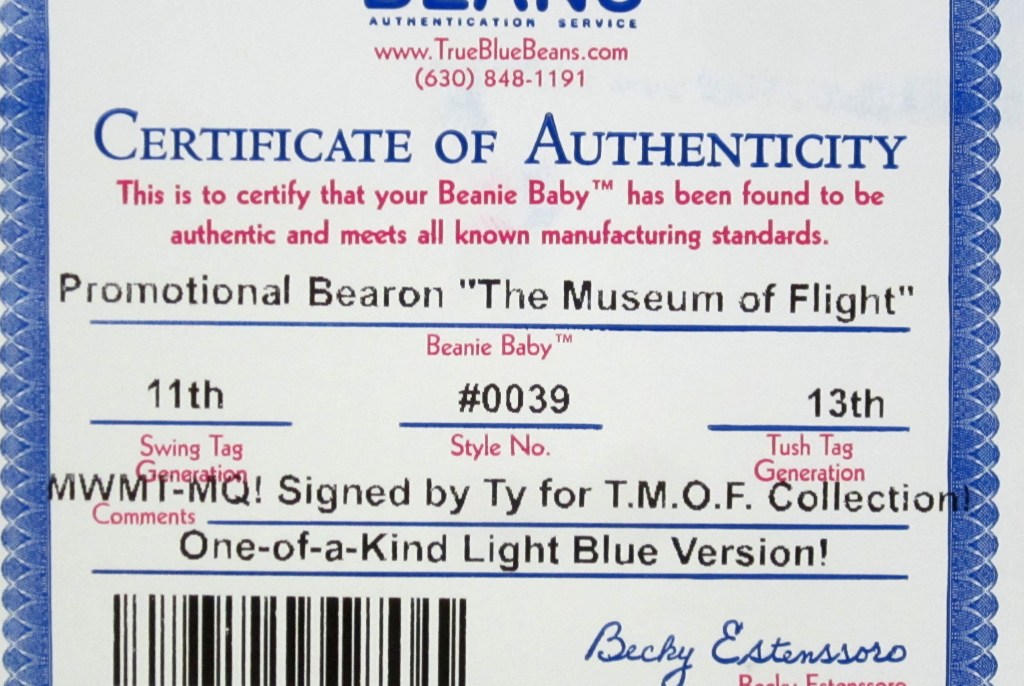 BEANS
AUTHENTICATION SERVICE
www.TrueBlueBeans.com
(630) 848-1191
CERTIFICATE OF AUTHENTICITY
This is to certify that your Beanie Baby™ has been found to be
authentic and meets all known manufacturing standards.
Promotional Bearon "The Museum of Flight"
Beanie Baby™
11th #0039 13th
Swing Tag Generation Style No. Tush Tag Generation
MWMT-MQ! Signed by Ty for T.M.O.F. Collection!
Comments
One-of-a-Kind Light Blue Version!
Becky Estenssoro
Becky Estenssoro